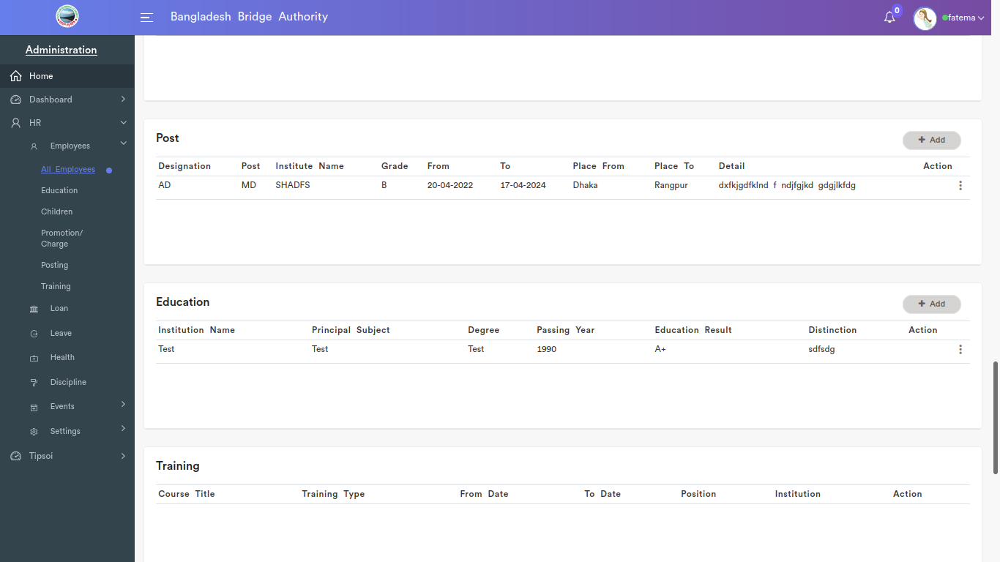 Bangladesh Bridge Authority
0
fatema
Administration
Home
Dashboard
HR
Employees
All Employees
Education
Children
Promotion/
Charge
Posting
Training
Loan
Leave
Health
Discipline
Events
Settings
Tipsoi
Post
+ Add
Designation Post Institute Name Grade From To Place From Place To Detail Action
AD MD SHADFS B 20-04-2022 17-04-2024 Dhaka Rangpur dxfkjgdfklnd f ndjfgjkd gdgjlkfdg
Education
+ Add
Institution Name Principal Subject Degree Passing Year Education Result Distinction Action
Test Test Test 1990 A+ sdfsdg
Training
Course Title Training Type From Date To Date Position Institution Action